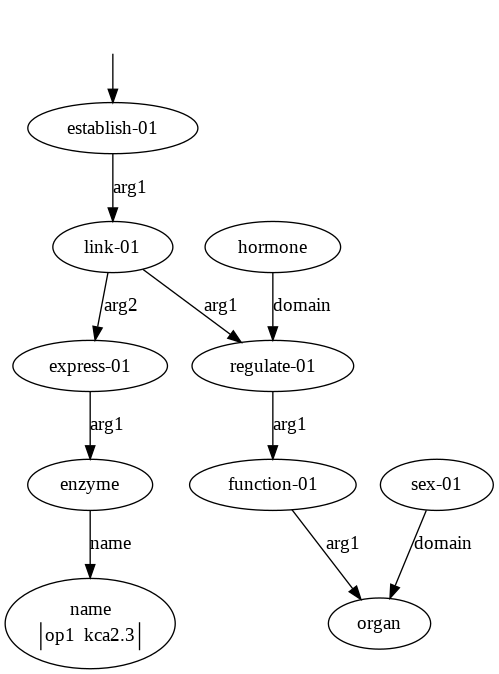 establish-01
arg1
link-01
hormone
arg2
arg1
domain
express-01
regulate-01
arg1
arg1
enzyme
function-01
sex-01
name
arg1
domain
name
op1 kca2.3
organ